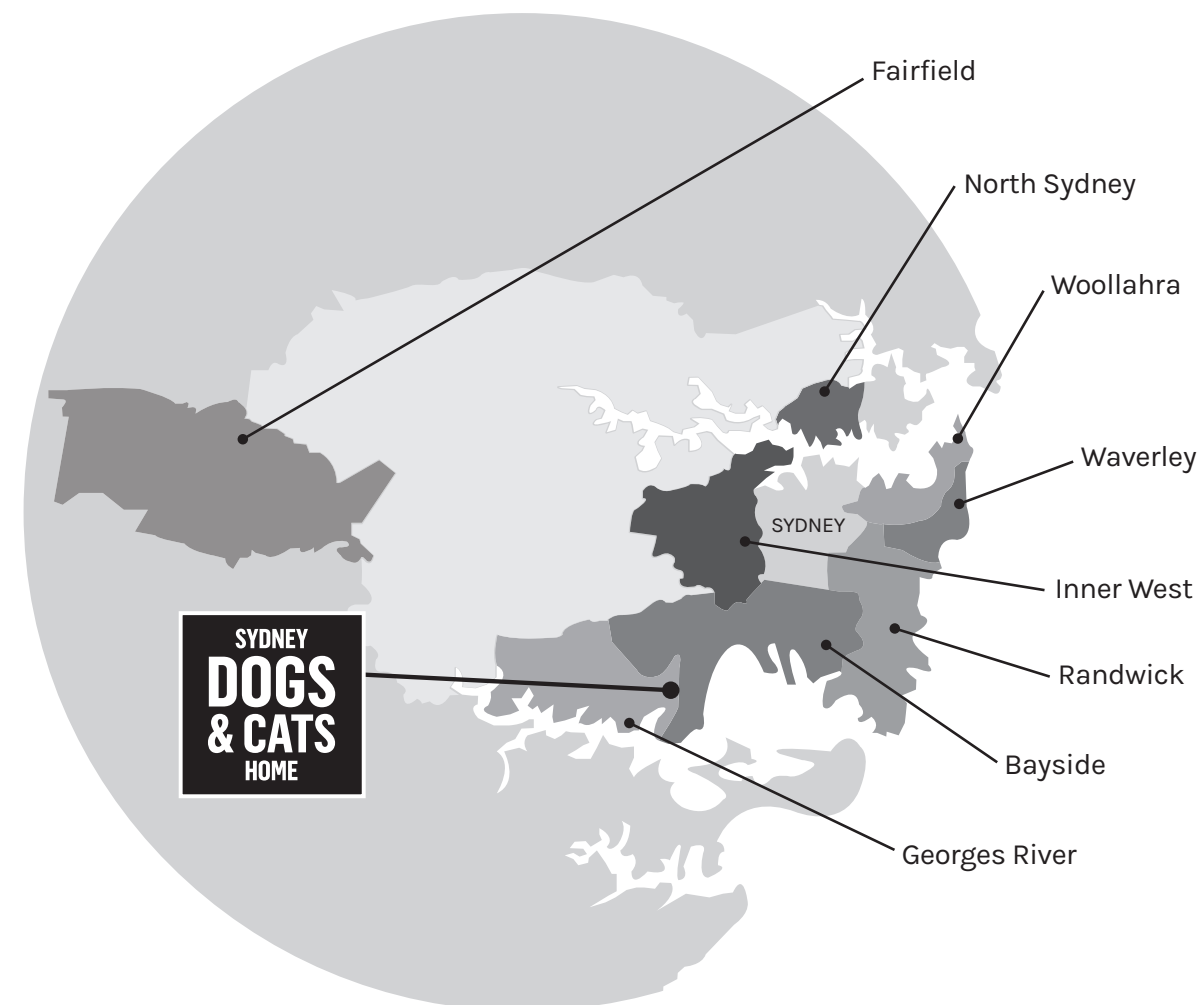 Fairfield
North Sydney
Woollahra
Waverley
SYDNEY
Inner West
SYDNEY
DOGS
& CATS
HOME
Randwick
Bayside
Georges River